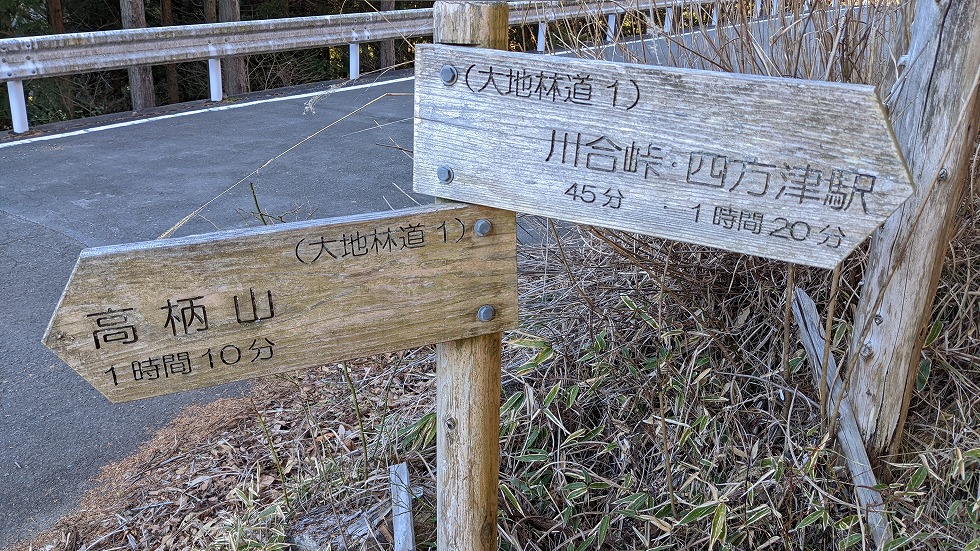 (大地林道 1)
川合峠・四方津駅
45分 ・ 1時間20分
(大地林道 1)
高柄山
1時間10分